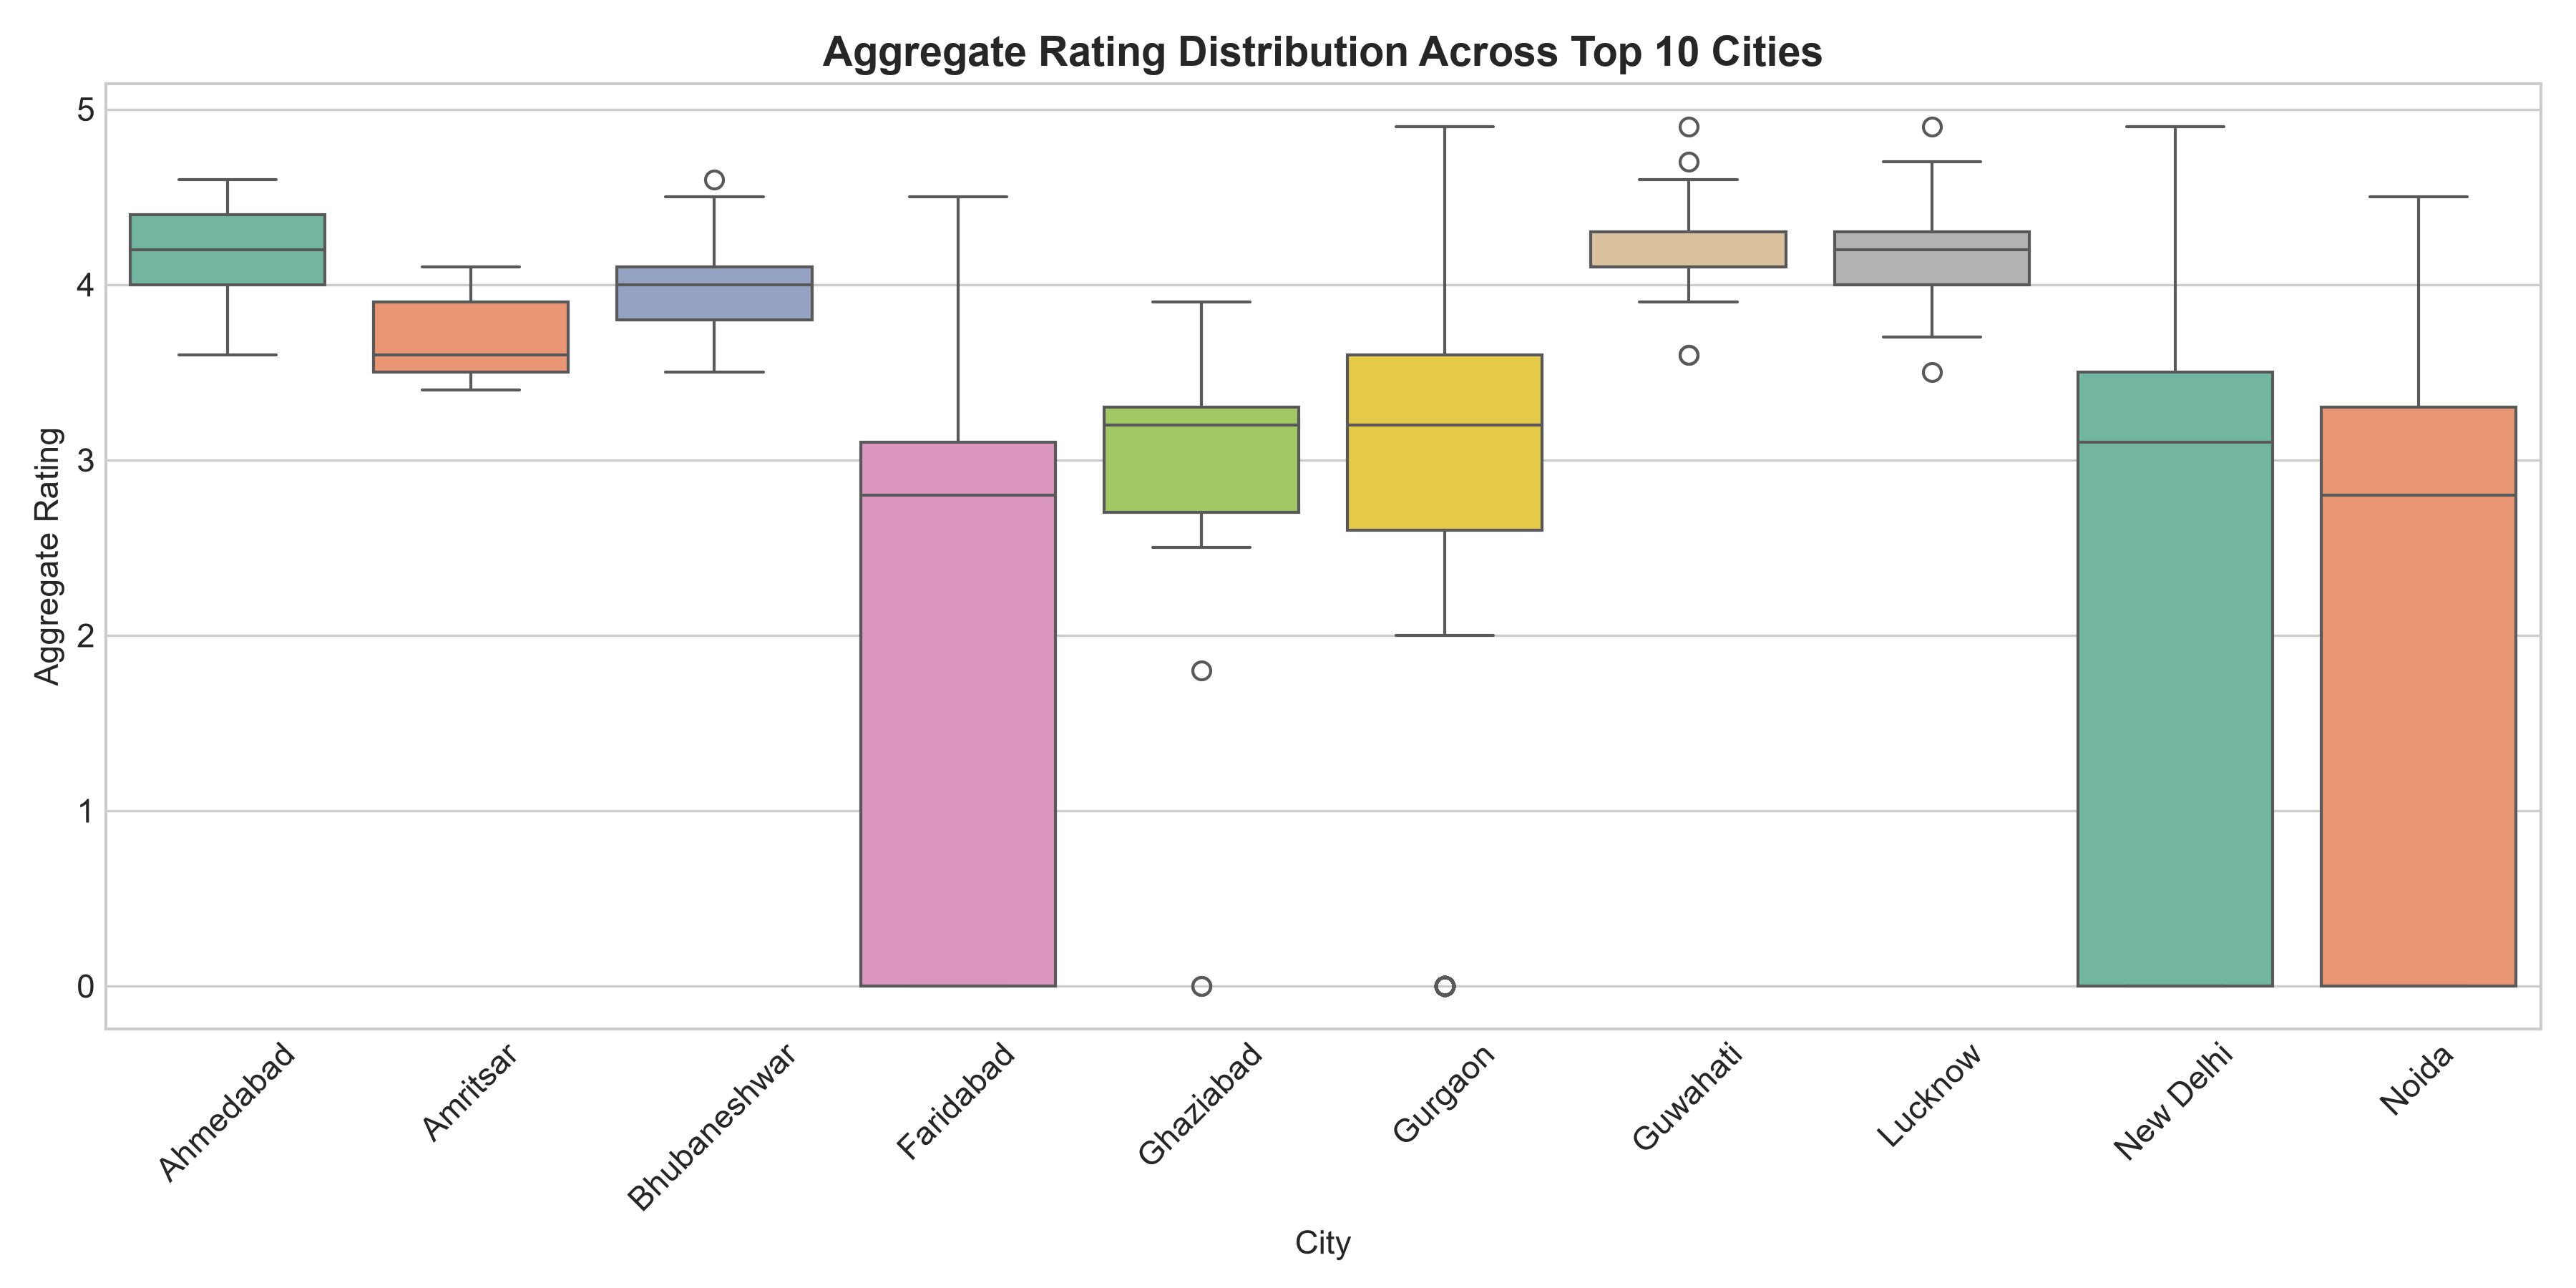 Aggregate Rating Distribution Across Top 10 Cities
Aggregate Rating
5
4
3
2
1
0
Ahmedabad
Amritsar
Bhubaneshwar
Faridabad
Ghaziabad
Gurgaon
Guwahati
Lucknow
New Delhi
Noida
City